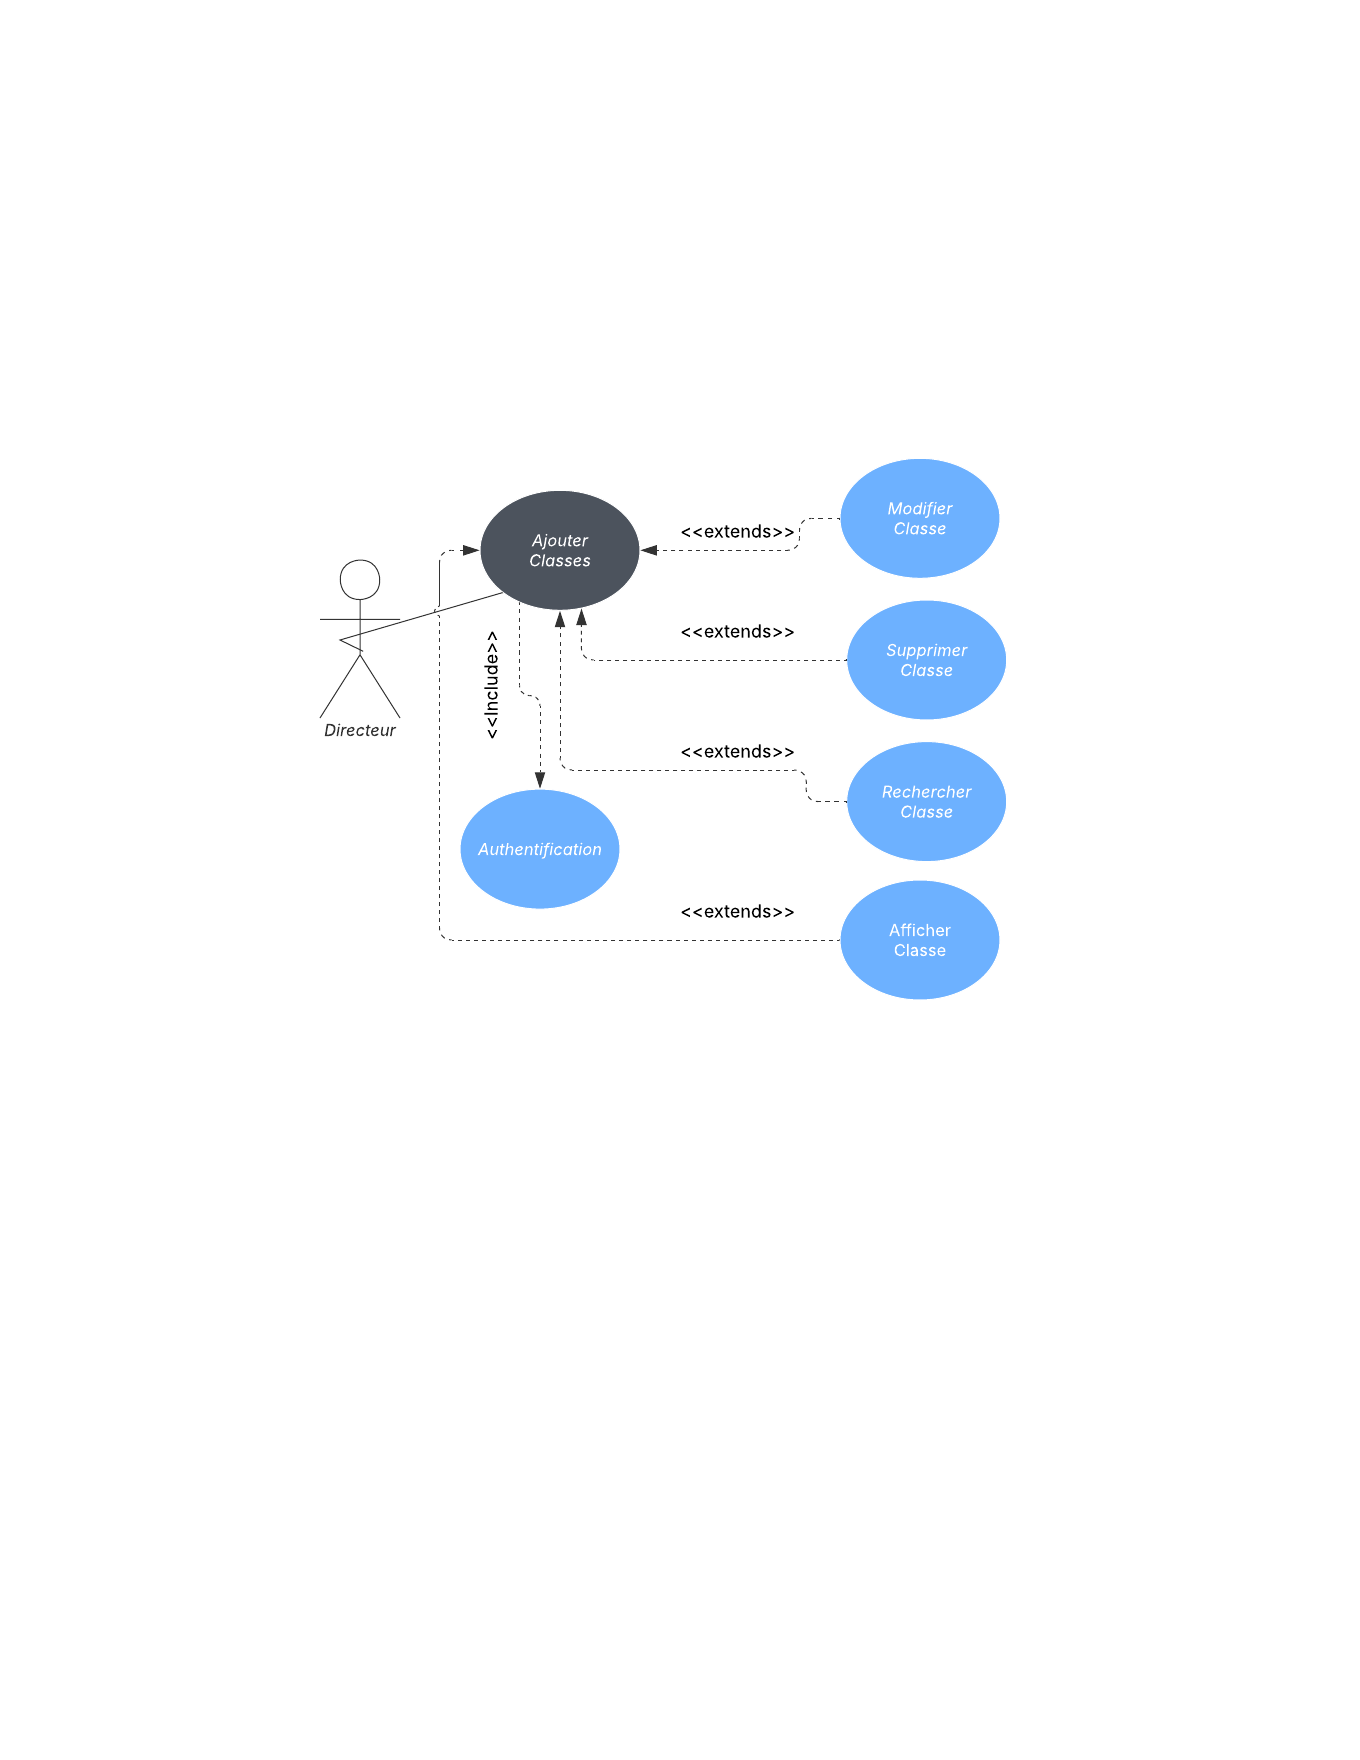 Modifier
Classe
Ajouter
Classes
<<extends>>
<<extends>>
Supprimer
Classe
<<Include>>
Directeur
<<extends>>
Rechercher
Classe
Authentification
<<extends>>
Afficher
Classe